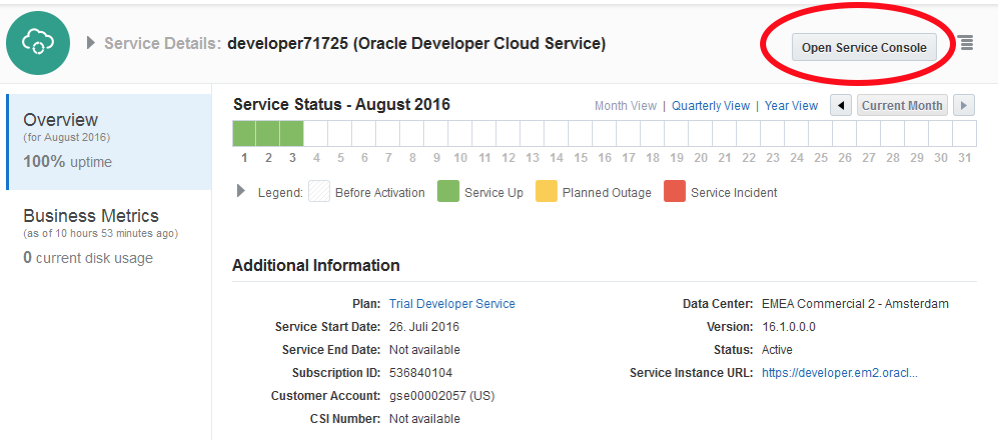 Service Details: developer71725 (Oracle Developer Cloud Service)
Open Service Console
Overview
(for August 2016)
100% uptime
Business Metrics
(as of 10 hours 53 minutes ago)
0 current disk usage
Service Status - August 2016
Month View | Quarterly View | Year View
Current Month
1 2 3 4 5 6 7 8 9 10 11 12 13 14 15 16 17 18 19 20 21 22 23 24 25 26 27 28 29 30 31
Legend: Before Activation Service Up Planned Outage Service Incident
Additional Information
Plan: Trial Developer Service
Service Start Date: 26. Juli 2016
Service End Date: Not available
Subscription ID: 536840104
Customer Account: gse00002057 (US)
CSI Number: Not available
Data Center: EMEA Commercial 2 - Amsterdam
Version: 16.1.0.0.0
Status: Active
Service Instance URL: https://developer.em2.oracl...